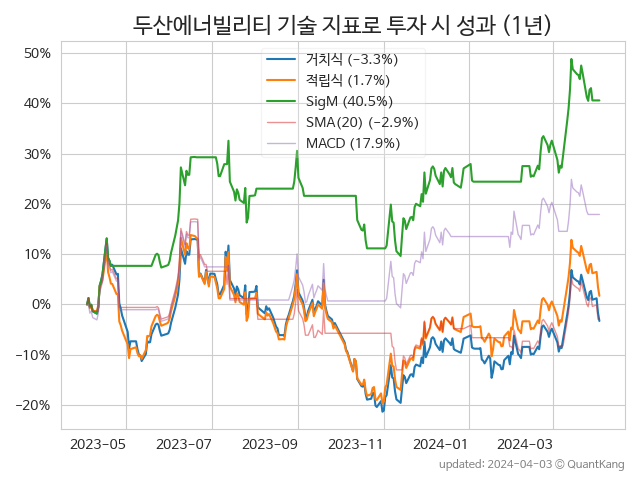 두산에너빌리티 기술 지표로 투자 시 성과 (1년)
거치식 (−3.3%)
적립식 (1.7%)
SigM (40.5%)
SMA(20) (−2.9%)
MACD (17.9%)
50%
40%
30%
20%
10%
0%
−10%
−20%
2023−05 2023−07 2023−09 2023−11 2024−01 2024−03
updated: 2024−04−03 © QuantKang